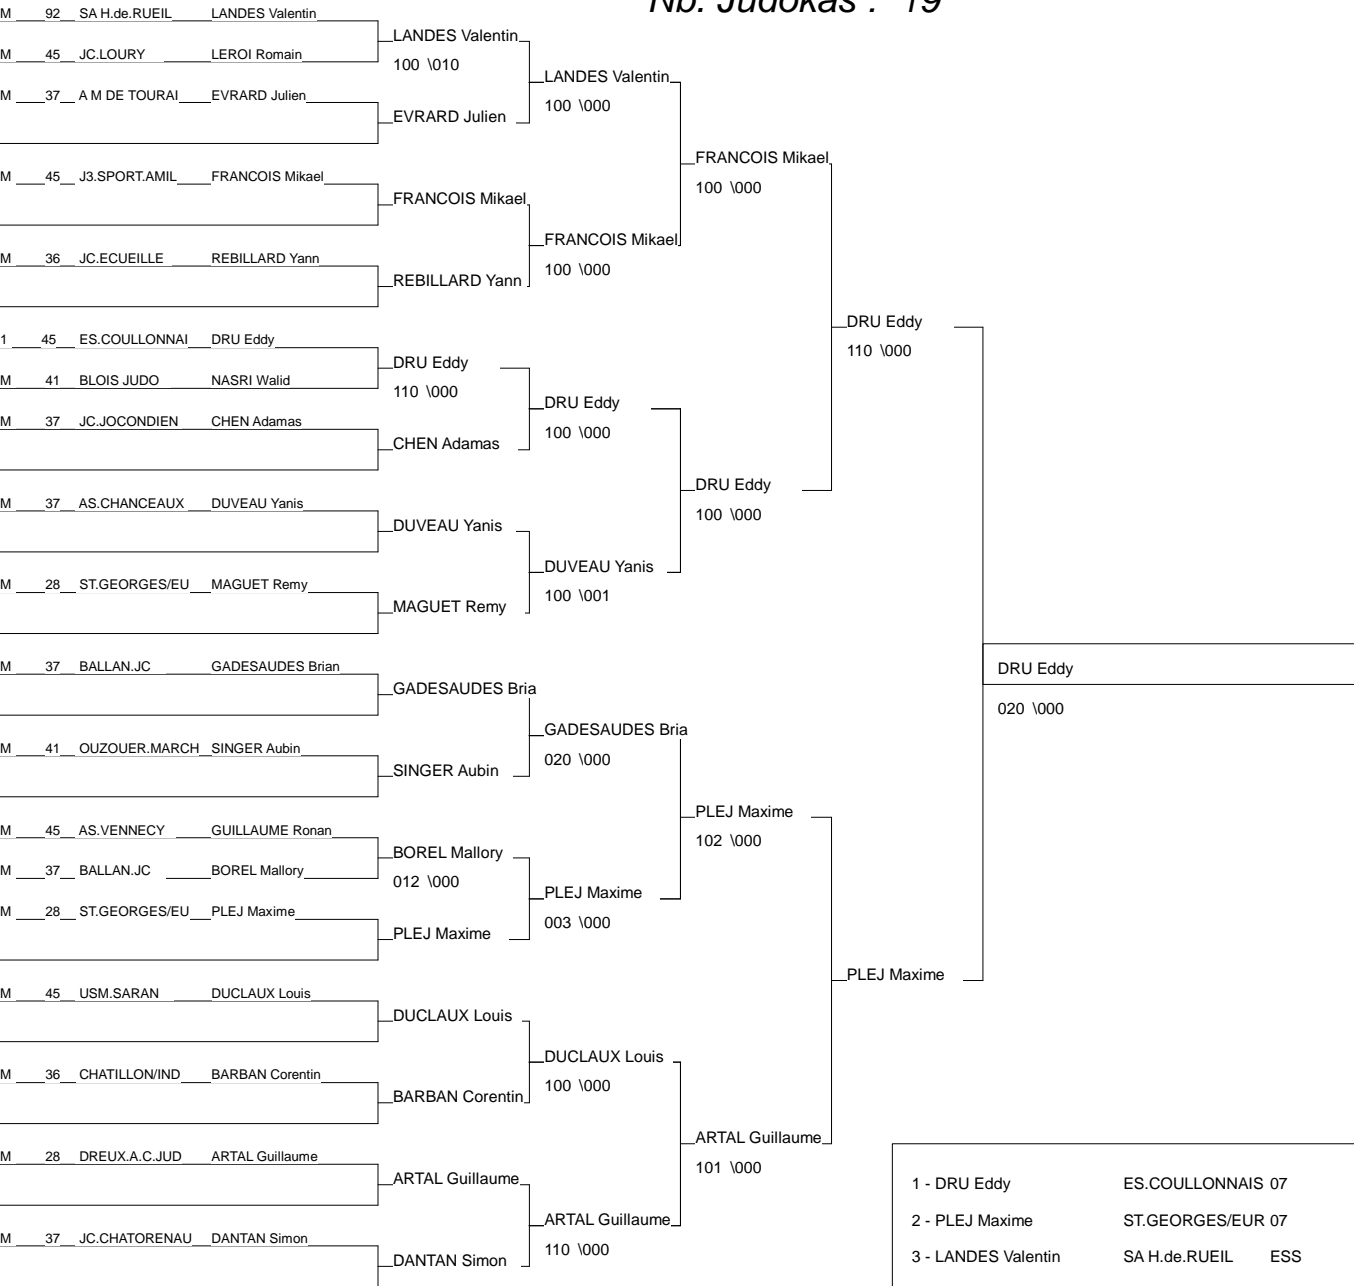 Nb. Judokas : 19
M 92 SA H.de.RUEIL LANDES Valentin
LANDES Valentin
M 45 JC.LOURY LEROI Romain
100 \010
LANDES Valentin
M 37 A M DE TOURAI EVRARD Julien
100 \000
EVRARD Julien
FRANCOIS Mikael
M 45 J3.SPORT.AMIL FRANCOIS Mikael
100 \000
FRANCOIS Mikael
FRANCOIS Mikael
M 36 JC.ECUEILLE REBILLARD Yann
100 \000
REBILLARD Yann
DRU Eddy
1 45 ES.COULLONNAI DRU Eddy
110 \000
DRU Eddy
M 41 BLOIS JUDO NASRI Walid
110 \000
DRU Eddy
M 37 JC.JOCONDIEN CHEN Adamas
100 \000
CHEN Adamas
DRU Eddy
M 37 AS.CHANCEAUX DUVEAU Yanis
100 \000
DUVEAU Yanis
DUVEAU Yanis
M 28 ST.GEORGES/EU MAGUET Remy
100 \001
MAGUET Remy
M 37 BALLAN.JC GADESAUDES Brian
DRU Eddy
GADESAUDES Bria
020 \000
GADESAUDES Bria
M 41 OUZOUER.MARCH SINGER Aubin
020 \000
SINGER Aubin
PLEJ Maxime
M 45 AS.VENNECY GUILLAUME Ronan
102 \000
BOREL Mallory
M 37 BALLAN.JC BOREL Mallory
012 \000
PLEJ Maxime
M 28 ST.GEORGES/EU PLEJ Maxime
003 \000
PLEJ Maxime
PLEJ Maxime
M 45 USM.SARAN DUCLAUX Louis
DUCLAUX Louis
DUCLAUX Louis
M 36 CHATILLON/IND BARBAN Corentin
100 \000
BARBAN Corentin
ARTAL Guillaume
M 28 DREUX.A.C.JUD ARTAL Guillaume
101 \000
ARTAL Guillaume
1 - DRU Eddy ES.COULLONNAIS 07
ARTAL Guillaume
2 - PLEJ Maxime ST.GEORGES/EUR 07
M 37 JC.CHATORENAU DANTAN Simon
110 \000
3 - LANDES Valentin SA H.de.RUEIL ESS
DANTAN Simon